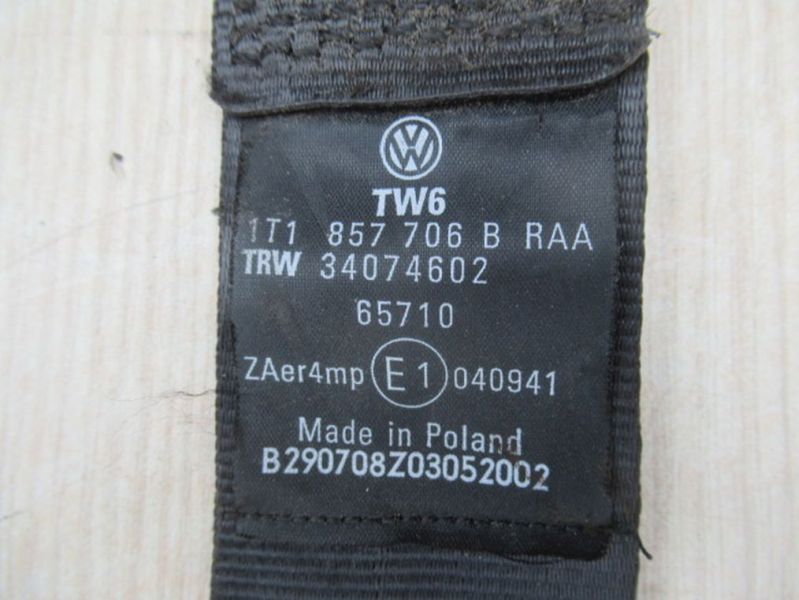 TW6
1T1 857 706 B RAA
TRW 34074602
65710
ZAer4mp E1 040941
Made in Poland
B290708Z03052002